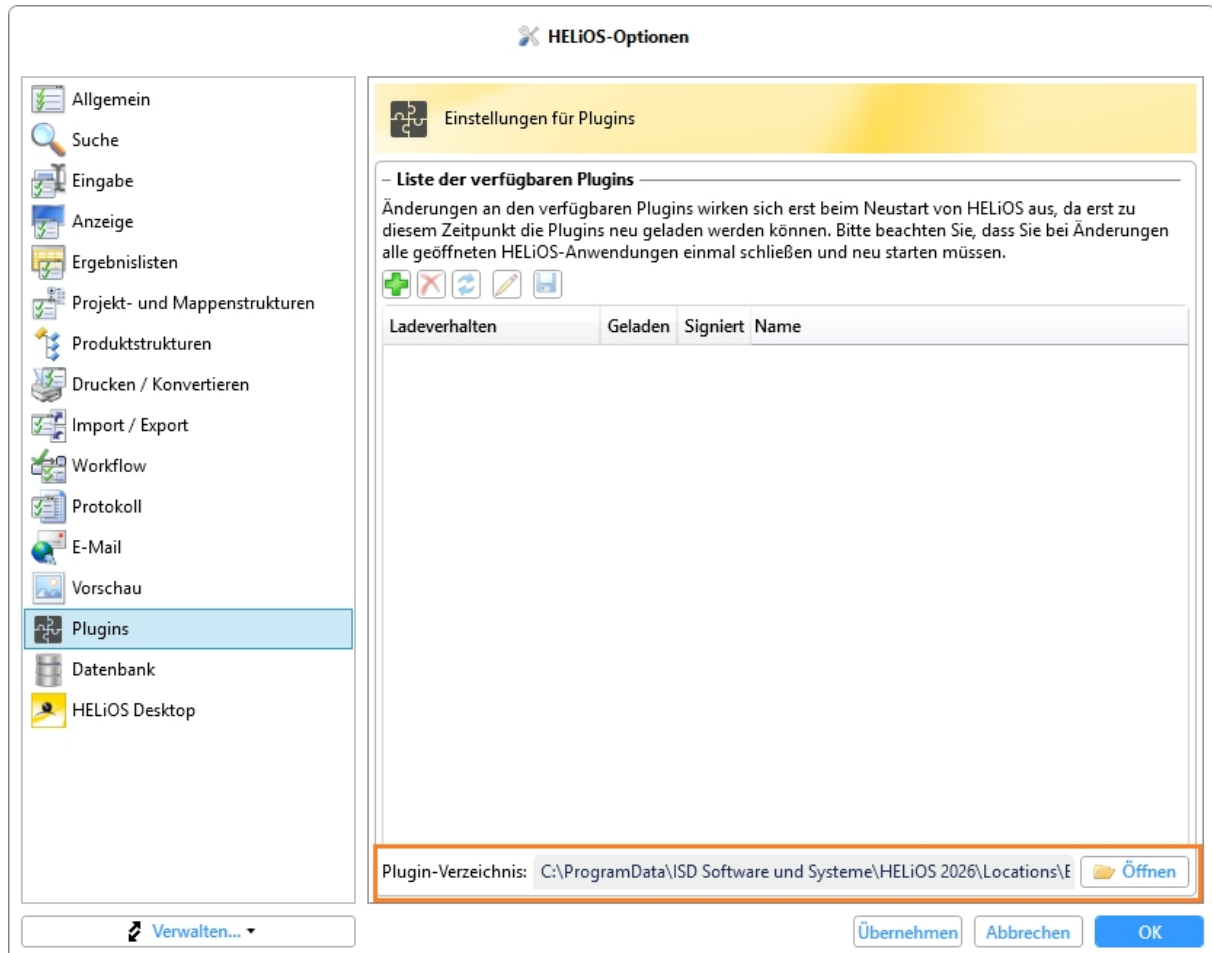 HELiOS-Optionen
Allgemein
Suche
Eingabe
Anzeige
Ergebnislisten
Projekt- und Mappenstrukturen
Produktstrukturen
Drucken / Konvertieren
Import / Export
Workflow
Protokoll
E-Mail
Vorschau
Plugins
Datenbank
HELiOS Desktop
Verwalten...
Einstellungen für Plugins
Liste der verfügbaren Plugins
Änderungen an den verfügbaren Plugins wirken sich erst beim Neustart von HELiOS aus, da erst zu
diesem Zeitpunkt die Plugins neu geladen werden können. Bitte beachten Sie, dass Sie bei Änderungen
alle geöffneten HELiOS-Anwendungen einmal schließen und neu starten müssen.
Ladeverhalten Geladen Signiert Name
Plugin-Verzeichnis: C:\ProgramData\ISD Software und Systeme\HELiOS 2026\Locations\E Öffnen
Übernehmen Abbrechen OK